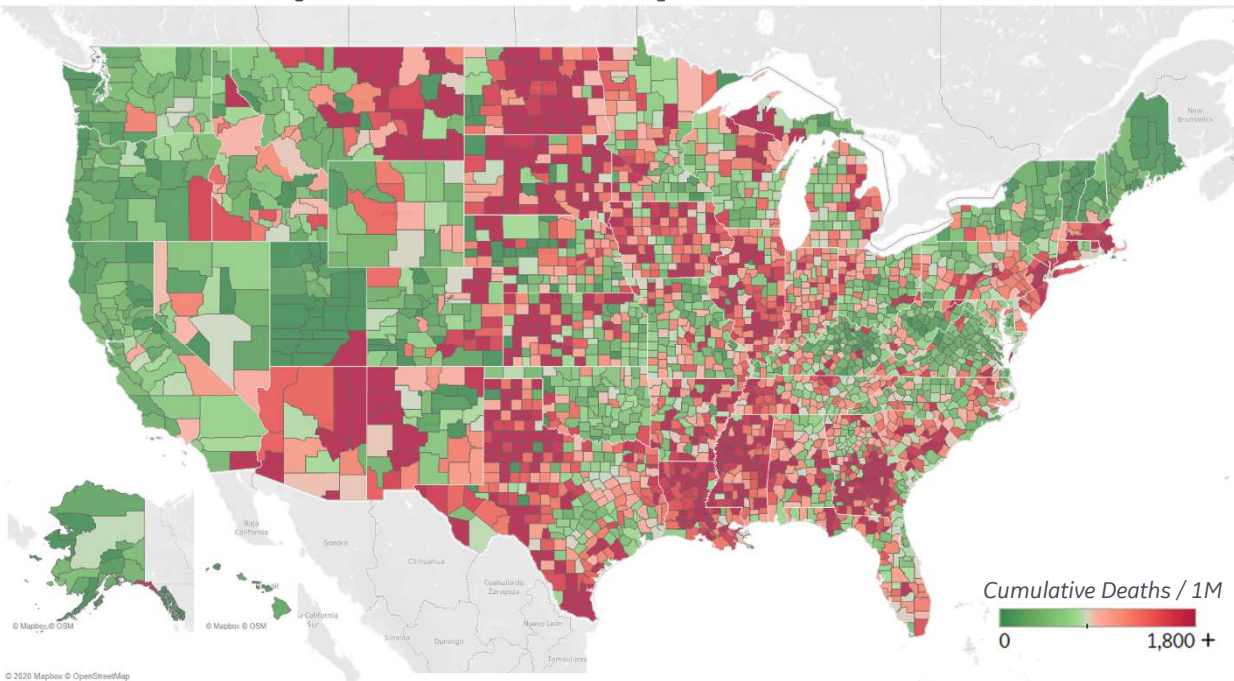 New
Brunswick
Baja
California
Sonora
Chihuahua
Coahuila de
Zaragoza
Nuevo León
Tamaulipas
Durango
Sinaloa
a California
Sur
© Mapbox © OSM
© Mapbox © OSM
Cumulative Deaths / 1M
0
1,800 +
© 2020 Mapbox © OpenStreetMap